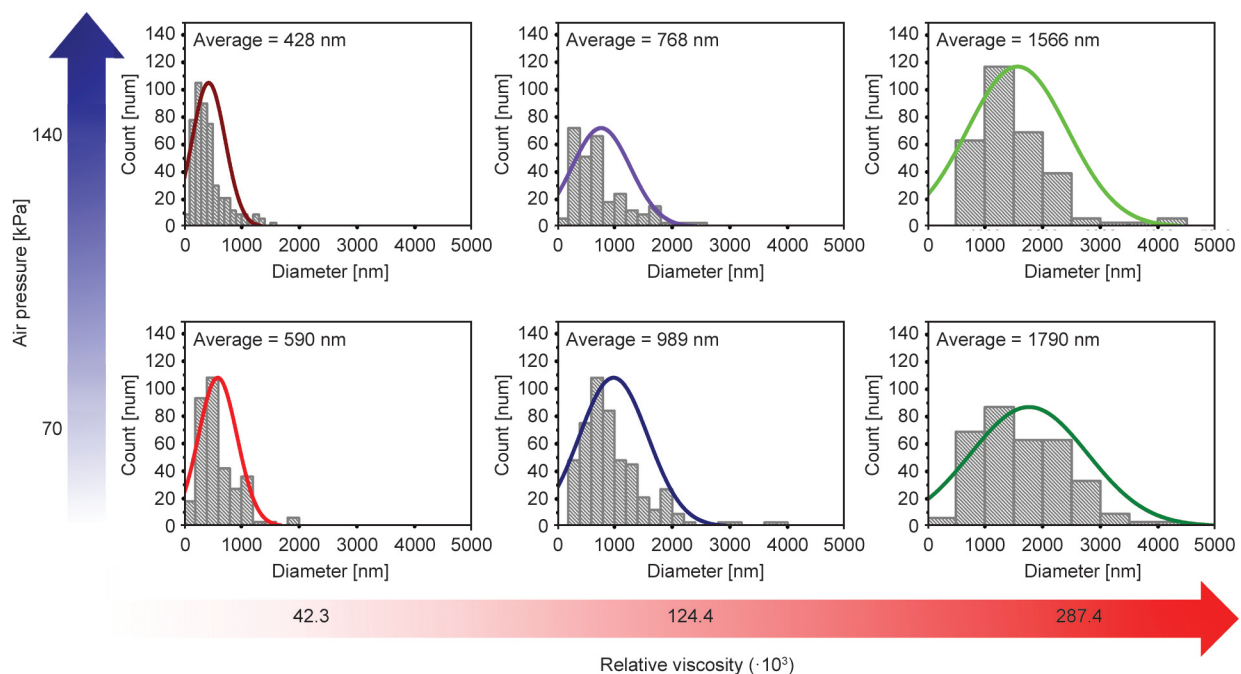 Air pressure [kPa]
140
70
Average = 428 nm
Count [num]
140
120
100
80
60
40
20
0
0 1000 2000 3000 4000 5000
Diameter [nm]
Average = 768 nm
Count [num]
140
120
100
80
60
40
20
0
0 1000 2000 3000 4000 5000
Diameter [nm]
Average = 1566 nm
Count [num]
140
120
100
80
60
40
20
0
0 1000 2000 3000 4000 5000
Diameter [nm]
Average = 590 nm
Count [num]
140
120
100
80
60
40
20
0
0 1000 2000 3000 4000 5000
Diameter [nm]
Average = 989 nm
Count [num]
140
120
100
80
60
40
20
0
0 1000 2000 3000 4000 5000
Diameter [nm]
Average = 1790 nm
Count [num]
140
120
100
80
60
40
20
0
0 1000 2000 3000 4000 5000
Diameter [nm]
42.3 124.4 287.4
Relative viscosity (·10³)